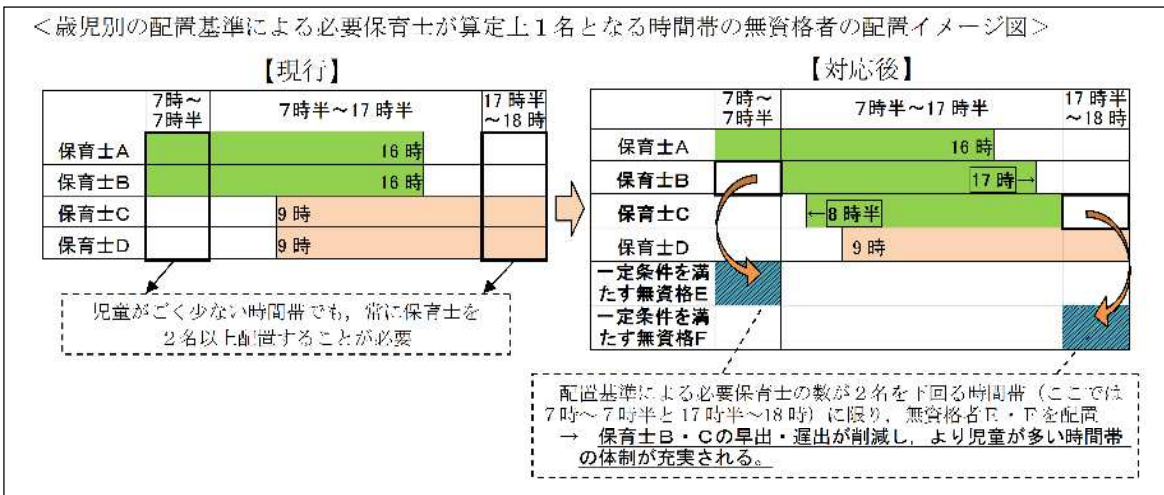 ＜歳児別の配置基準による必要保育士が算定上１名となる時間帯の無資格者の配置イメージ図＞
【現行】
7時～
7時半
7時半～17時半
17時半
～18時
保育士A
16時
保育士B
16時
保育士C
9時
保育士D
9時
児童がごく少ない時間帯でも，常に保育士を
２名以上配置することが必要
【対応後】
7時～
7時半
7時半～17時半
17時
～18時
保育士A
16時
保育士B
17時→
保育士C
←8時半
保育士D
9時
一定条件を満
たす無資格E
一定条件を満
たす無資格F
配置基準による必要保育士の数が２名を下回る時間帯（ここでは
7時～7時半と17時半～18時）に限り，無資格者Ｅ・Ｆを配置
→ 保育士Ｂ・Ｃの早出・遅出が削減し，より児童が多い時間帯
の体制が充実される。